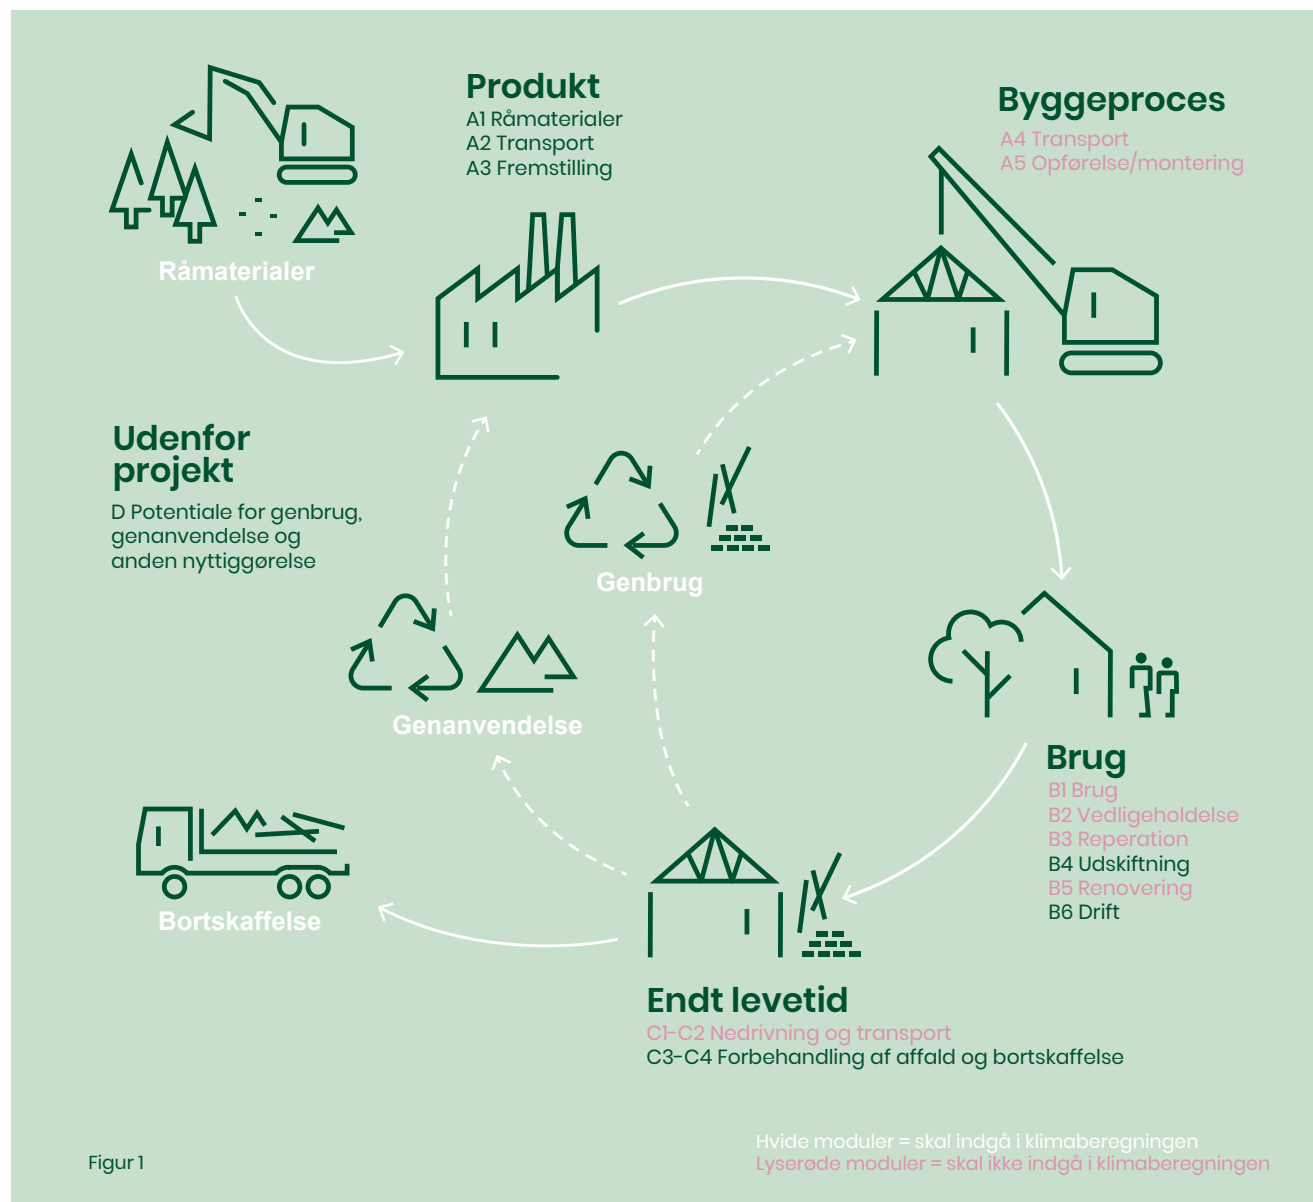 Produkt
A1 Råmaterialer
A2 Transport
A3 Fremstilling
Byggeproces
A4 Transport
A5 Opførelse/montering
Råmaterialer
Udenfor
projekt
D Potentiale for genbrug,
genanvendelse og
anden nyttiggørelse
Genbrug
Genanvendelse
Brug
B1 Brug
B2 Vedligeholdelse
B3 Reperation
B4 Udskiftning
B5 Renovering
B6 Drift
Bortskaffelse
Endt levetid
C1-C2 Nedrivning og transport
C3-C4 Forbehandling af affald og bortskaffelse
Hvide moduler = skal indgå i klimaberegningen
Lyserøde moduler = skal ikke indgå i klimaberegningen
Figur 1